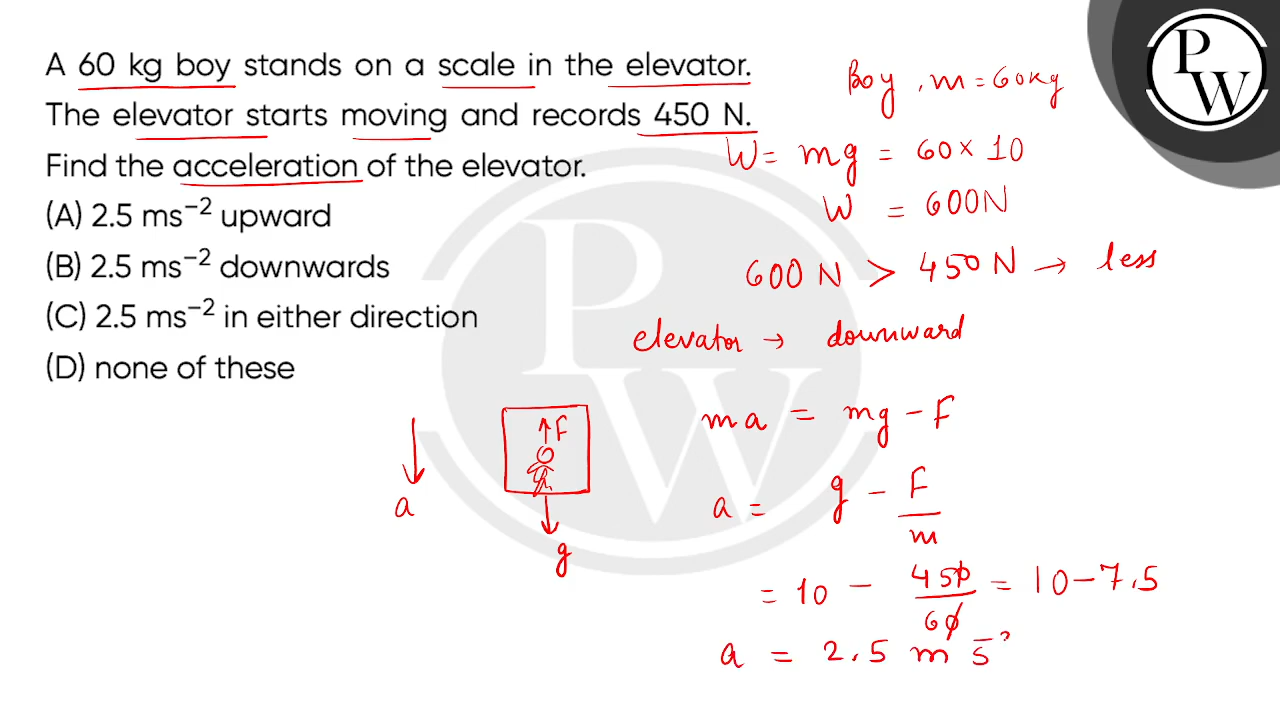 A 60 kg boy stands on a scale in the elevator.
The elevator starts moving and records 450 N.
Find the acceleration of the elevator.
(A) 2.5 ms⁻² upward
(B) 2.5 ms⁻² downwards
(C) 2.5 ms⁻² in either direction
(D) none of these
PW
Boy , m = 60kg
W = mg = 60 × 10
W = 600N
600 N > 450 N → less
elevator → downward
ma = mg - F
a = g - F/m
= 10 - 450/60 = 10 - 7.5
a = 2.5 m s⁻²
a
F
g
PW